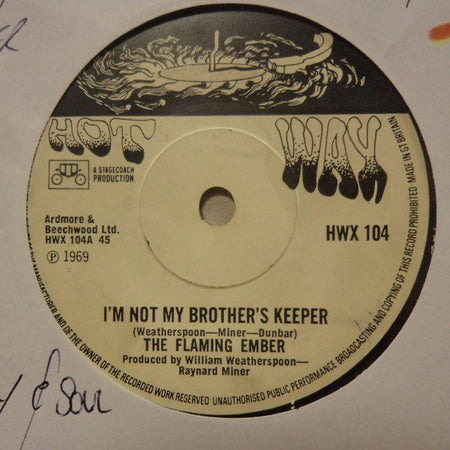 HOT WAX
A STAGECOACH
PRODUCTION
Ardmore &
Beechwood Ltd.
HWX 104A 45
Ⓟ 1969
HWX 104
I'M NOT MY BROTHER'S KEEPER
(Weatherspoon—Miner—Dunbar)
THE FLAMING EMBER
Produced by William Weatherspoon—
Raynard Miner
AND OF THE OWNER OF THE RECORDED WORK RESERVED UNAUTHORISED PUBLIC PERFORMANCE BROADCASTING AND COPYING OF THIS RECORD PROHIBITED. MADE IN GT BRITAIN
& Soul